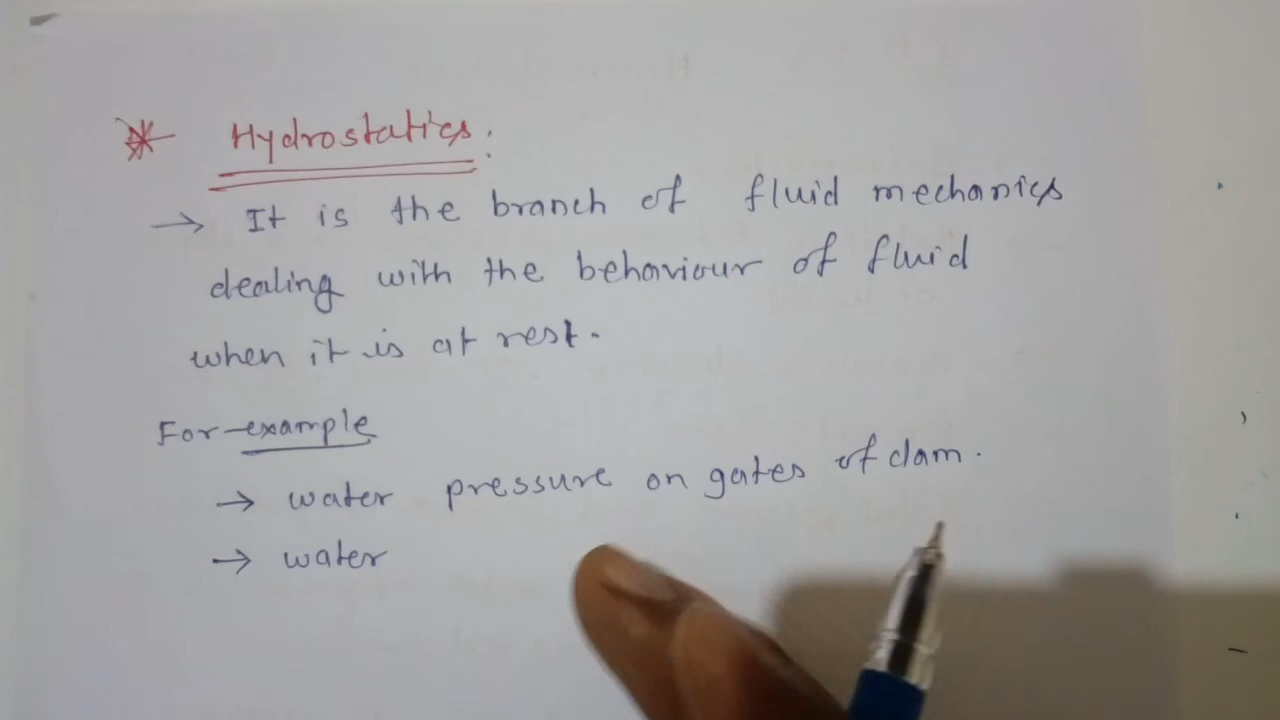 * Hydrostatics:
→ It is the branch of fluid mechanics
dealing with the behaviour of fluid
when it is at rest.
For example
→ water pressure on gates of dam.
→ water